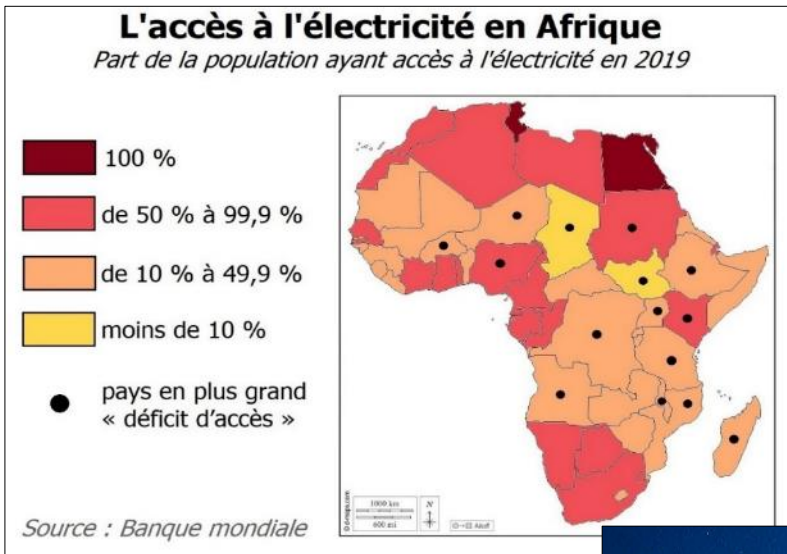 L'accès à l'électricité en Afrique
Part de la population ayant accès à l'électricité en 2019
100 %
de 50 % à 99,9 %
de 10 % à 49,9 %
moins de 10 %
pays en plus grand
« déficit d'accès »
Source : Banque mondiale
1000 km
600 mi
N